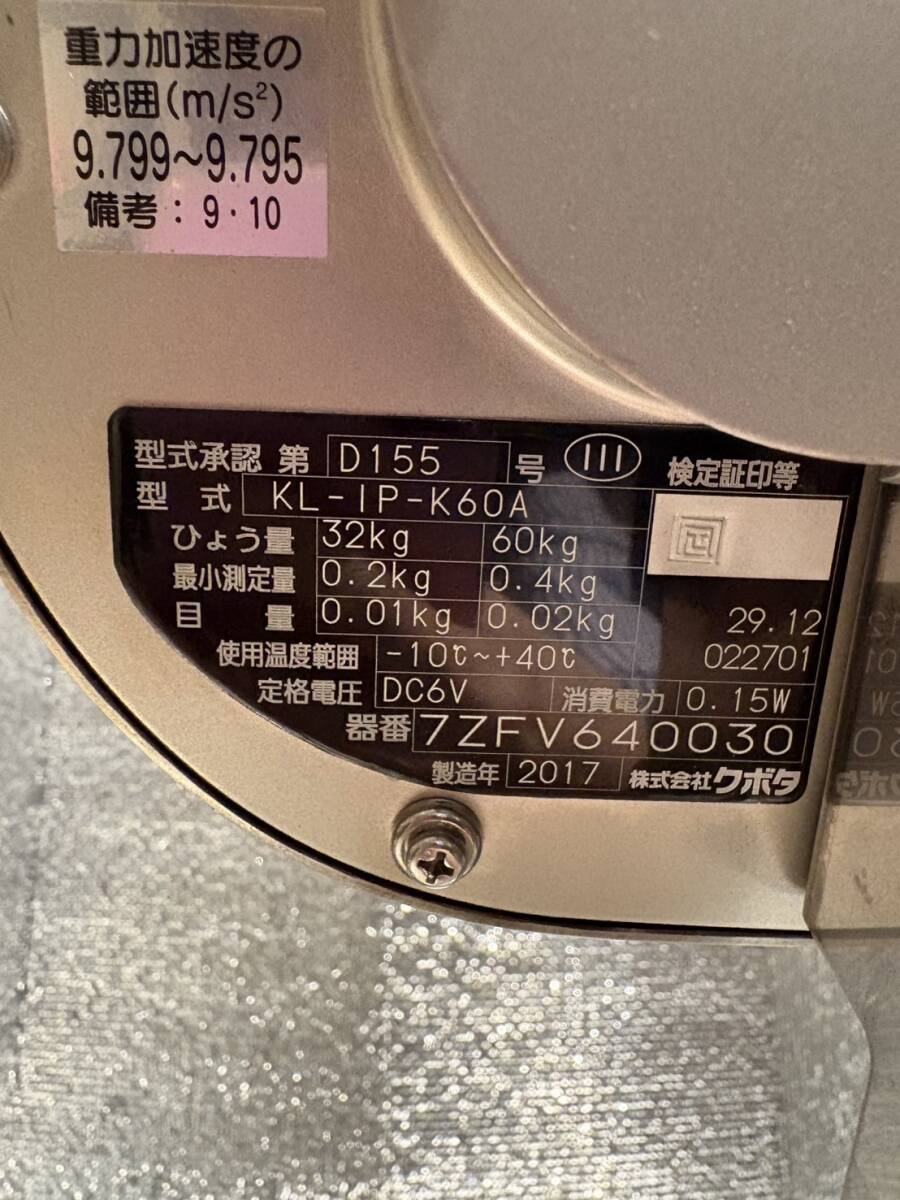 重力加速度の
範囲(m/s²)
9.799～9.795
備考：9・10
型式承認 第 D155 号 III 検定証印等
型式 KL-IP-K60A
ひょう量 32kg 60kg
最小測定量 0.2kg 0.4kg
目量 0.01kg 0.02kg 29.12
使用温度範囲 -10℃～+40℃ 022701
定格電圧 DC6V 消費電力 0.15W
器番 7ZFV640030
製造年 2017 株式会社クボタ